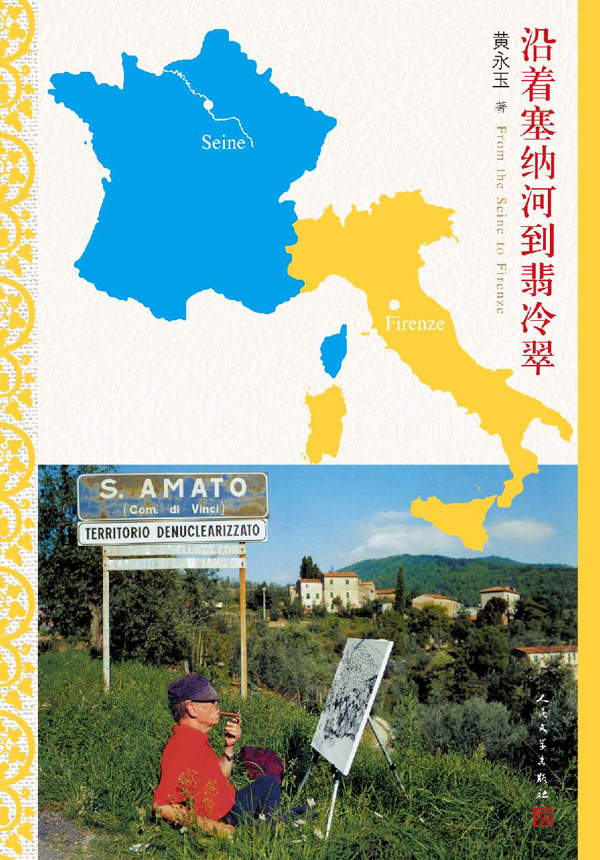 沿着塞纳河到翡冷翠
黄永玉 著
From the Seine to Firenze
Seine
Firenze
S. AMATO
(Com. di Vinci)
TERRITORIO DENUCLEARIZZATO
人民文学出版社